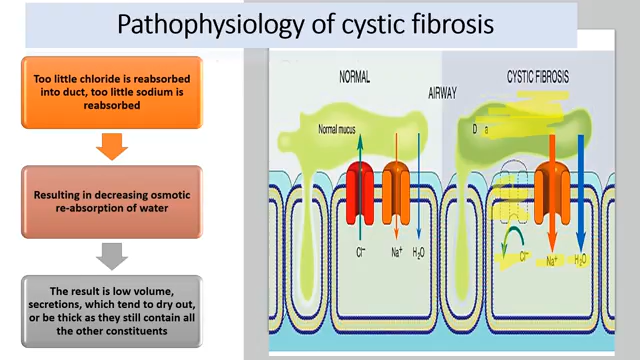 Pathophysiology of cystic fibrosis
Too little chloride is reabsorbed
into duct, too little sodium is
reabsorbed
Resulting in decreasing osmotic
re-absorption of water
The result is low volume,
secretions, which tend to dry out,
or be thick as they still contain all
the other constituents
NORMAL
AIRWAY
CYSTIC FIBROSIS
Normal mucus
D a
Cl⁻
Na⁺
H₂O
Cl⁻
Na⁺
H₂O